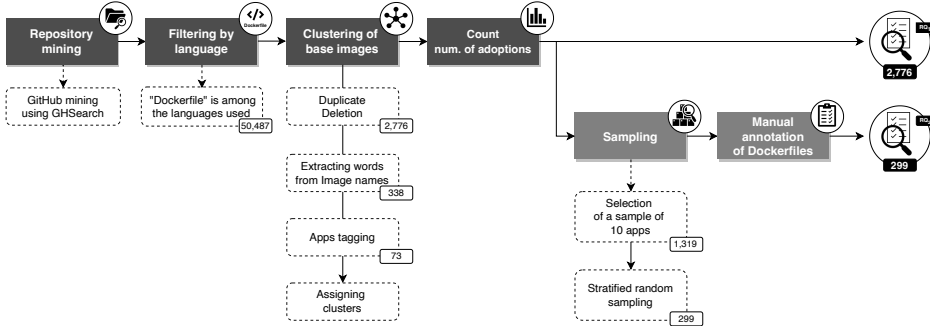 Repository
mining
Filtering by
language
</>
Dockerfile
Clustering of
base images
Count
num. of adoptions
RQ
2,776
GitHub mining
using GHSearch
"Dockerfile" is among
the languages used
50,487
Duplicate
Deletion
2,776
Extracting words
from Image names
338
Apps tagging
73
Assigning
clusters
Sampling
Manual
annotation
of Dockerfiles
RQ
299
Selection
of a sample of
10 apps
1,319
Stratified random
sampling
299